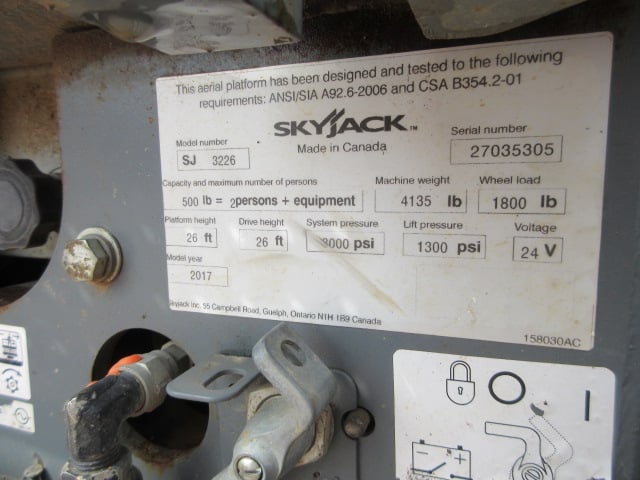 This aerial platform has been designed and tested to the following
requirements: ANSI/SIA A92.6-2006 and CSA B354.2-01
SKYJACK™
Made in Canada
Model number
SJ 3226
Serial number
27035305
Capacity and maximum number of persons
500 lb = 2persons + equipment
Machine weight
4135 lb
Wheel load
1800 lb
Platform height
26 ft
Drive height
26 ft
System pressure
3000 psi
Lift pressure
1300 psi
Voltage
24 V
Model year
2017
Skyjack Inc. 55 Campbell Road, Guelph, Ontario N1H 1B9 Canada
158030AC